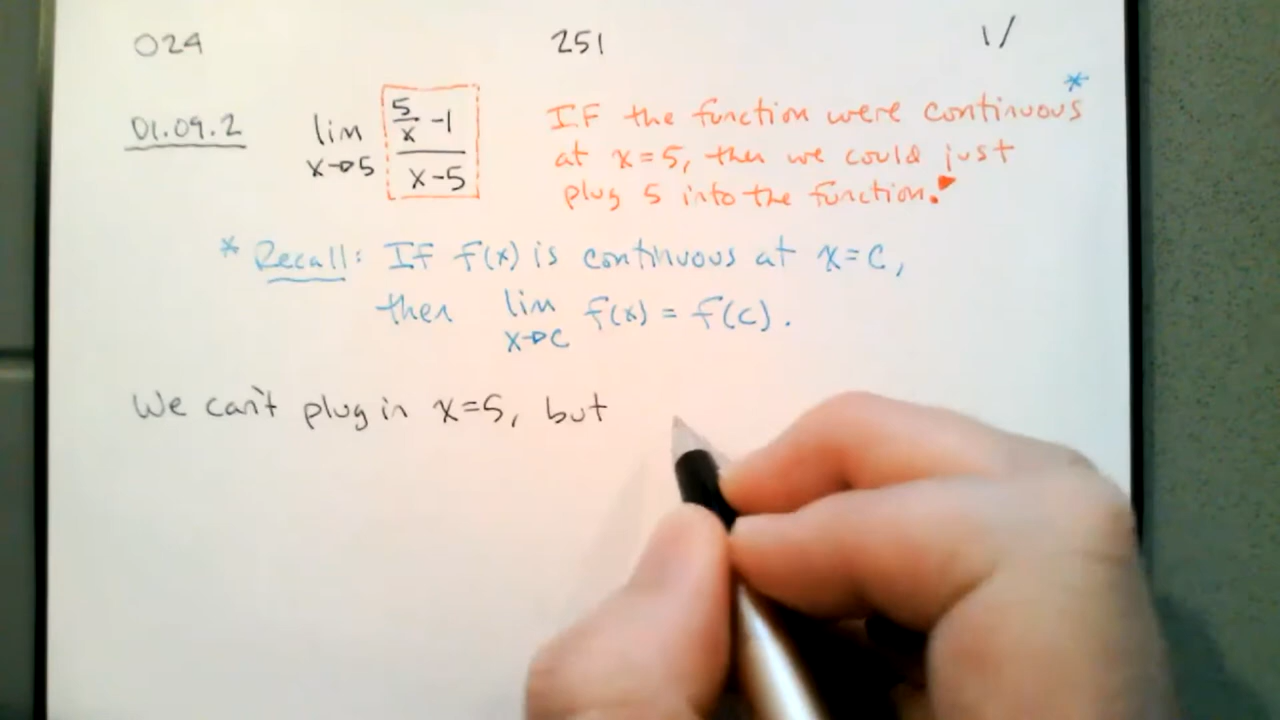 024 251 1/
01.09.2 lim x→5 (5/x - 1)/(x-5) IF the function were continuous*
at x=5, then we could just
plug 5 into the function.
* Recall: If f(x) is continuous at x=c,
then lim x→c f(x) = f(c).
We can't plug in x=5, but